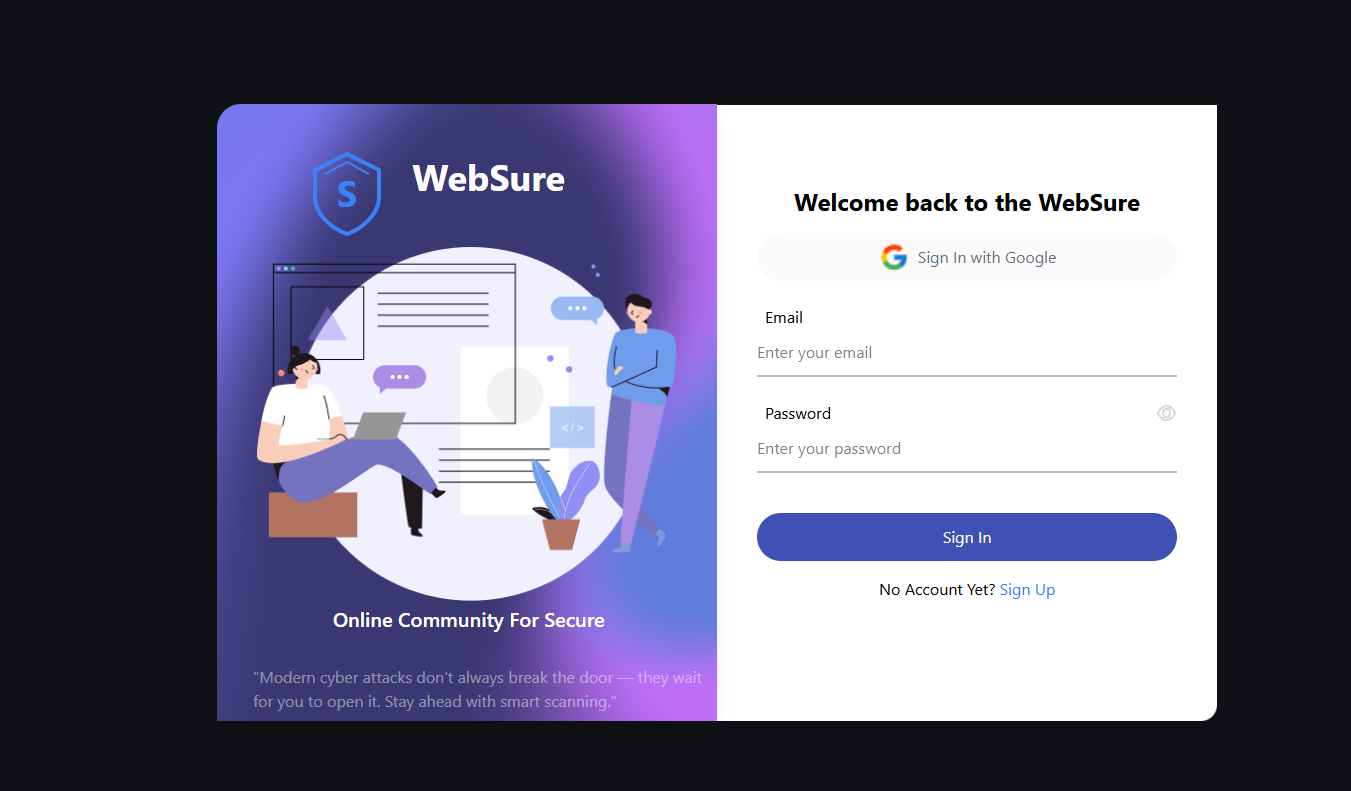 S
WebSure
</>
Online Community For Secure
"Modern cyber attacks don't always break the door — they wait
for you to open it. Stay ahead with smart scanning."
Welcome back to the WebSure
Sign In with Google
Email
Enter your email
Password
Enter your password
Sign In
No Account Yet? Sign Up